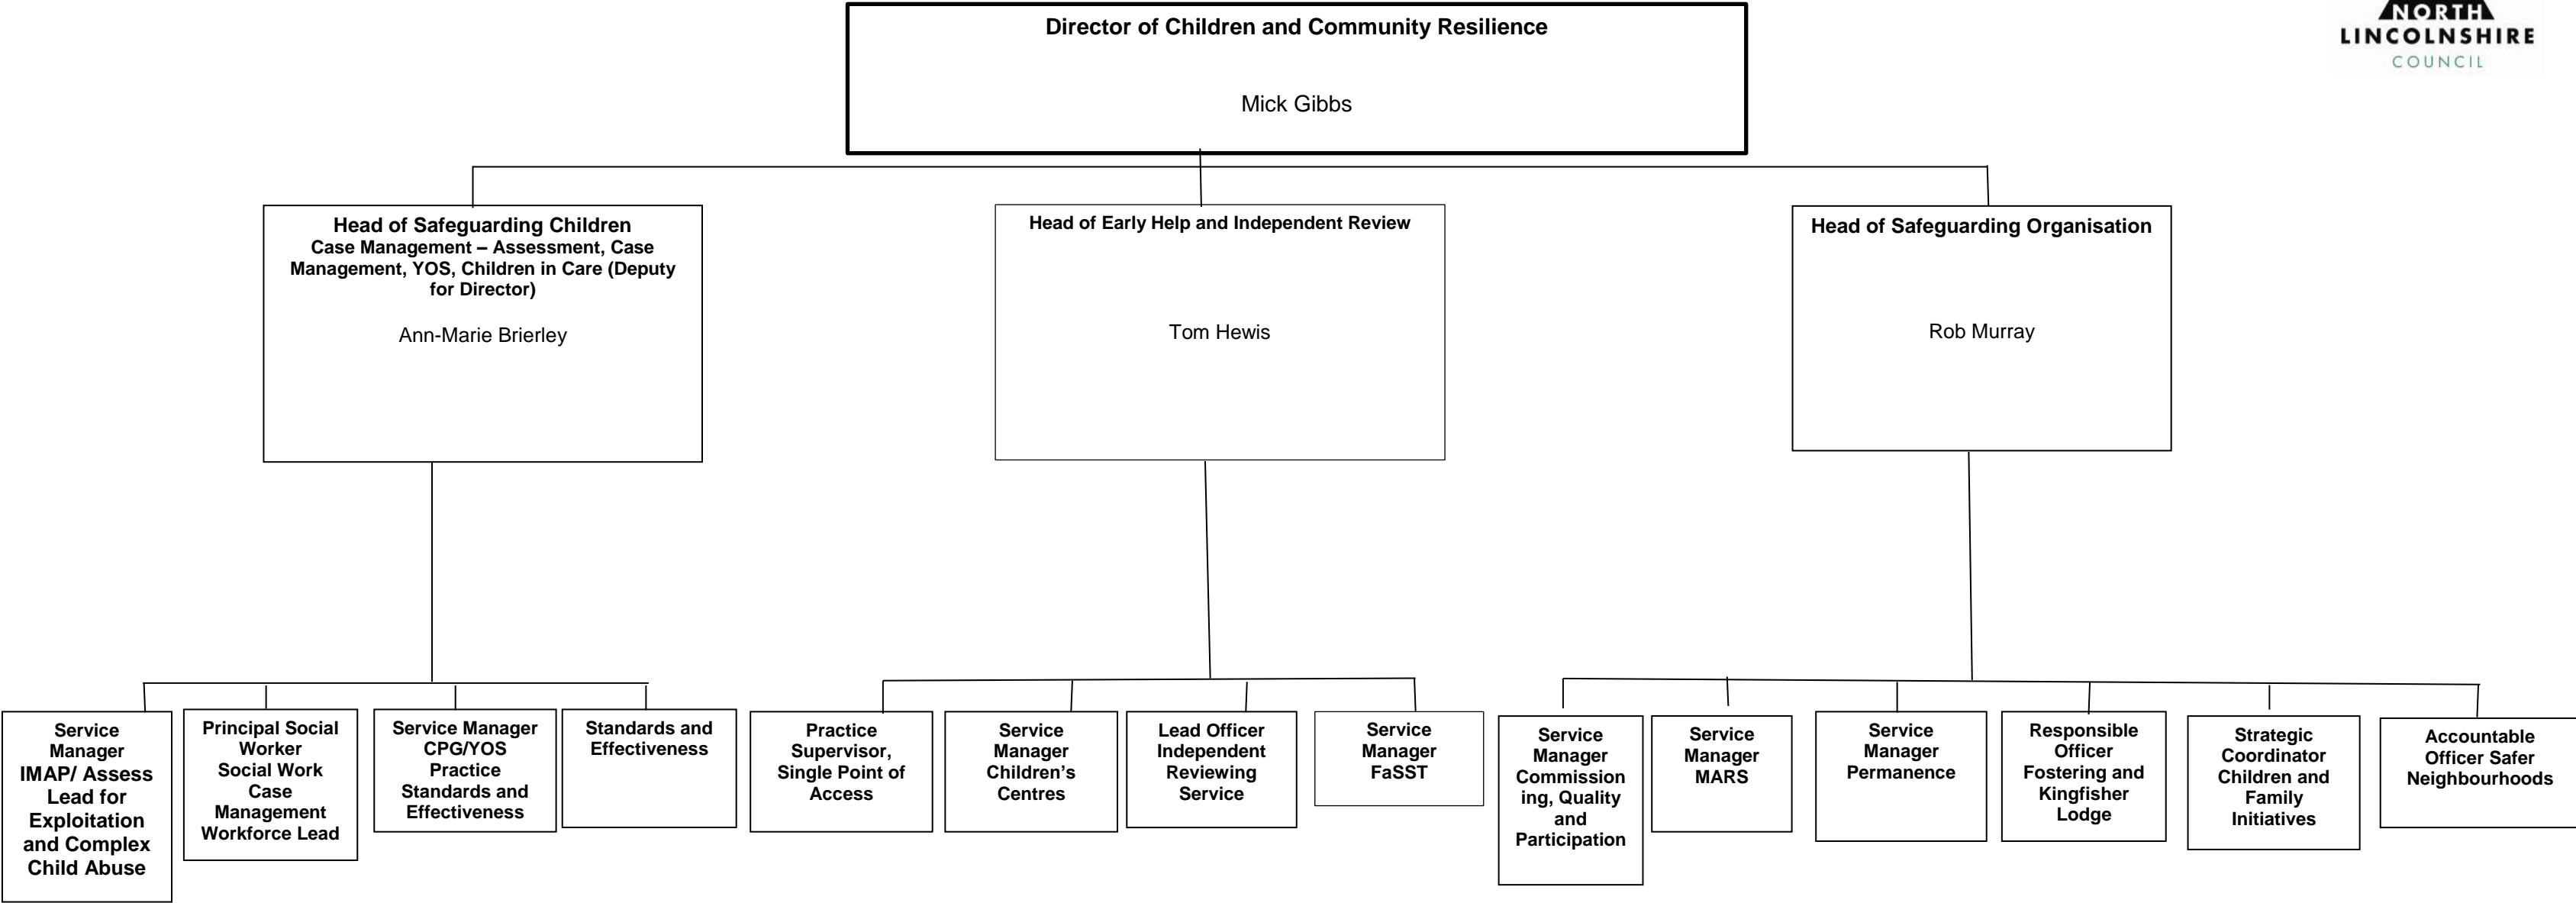 Director of Children and Community Resilience
Mick Gibbs
NORTH
LINCOLNSHIRE
COUNCIL
Head of Safeguarding Children
Case Management – Assessment, Case
Management, YOS, Children in Care (Deputy
for Director)
Ann-Marie Brierley
Head of Early Help and Independent Review
Tom Hewis
Head of Safeguarding Organisation
Rob Murray
Service
Manager
IMAP/ Assess
Lead for
Exploitation
and Complex
Child Abuse
Principal Social
Worker
Social Work
Case
Management
Workforce Lead
Service Manager
CPG/YOS
Practice
Standards and
Effectiveness
Standards and
Effectiveness
Practice
Supervisor,
Single Point of
Access
Service
Manager
Children’s
Centres
Lead Officer
Independent
Reviewing
Service
Service
Manager
FaSST
Service
Manager
Commission
ing, Quality
and
Participation
Service
Manager
MARS
Service
Manager
Permanence
Responsible
Officer
Fostering and
Kingfisher
Lodge
Strategic
Coordinator
Children and
Family
Initiatives
Accountable
Officer Safer
Neighbourhoods